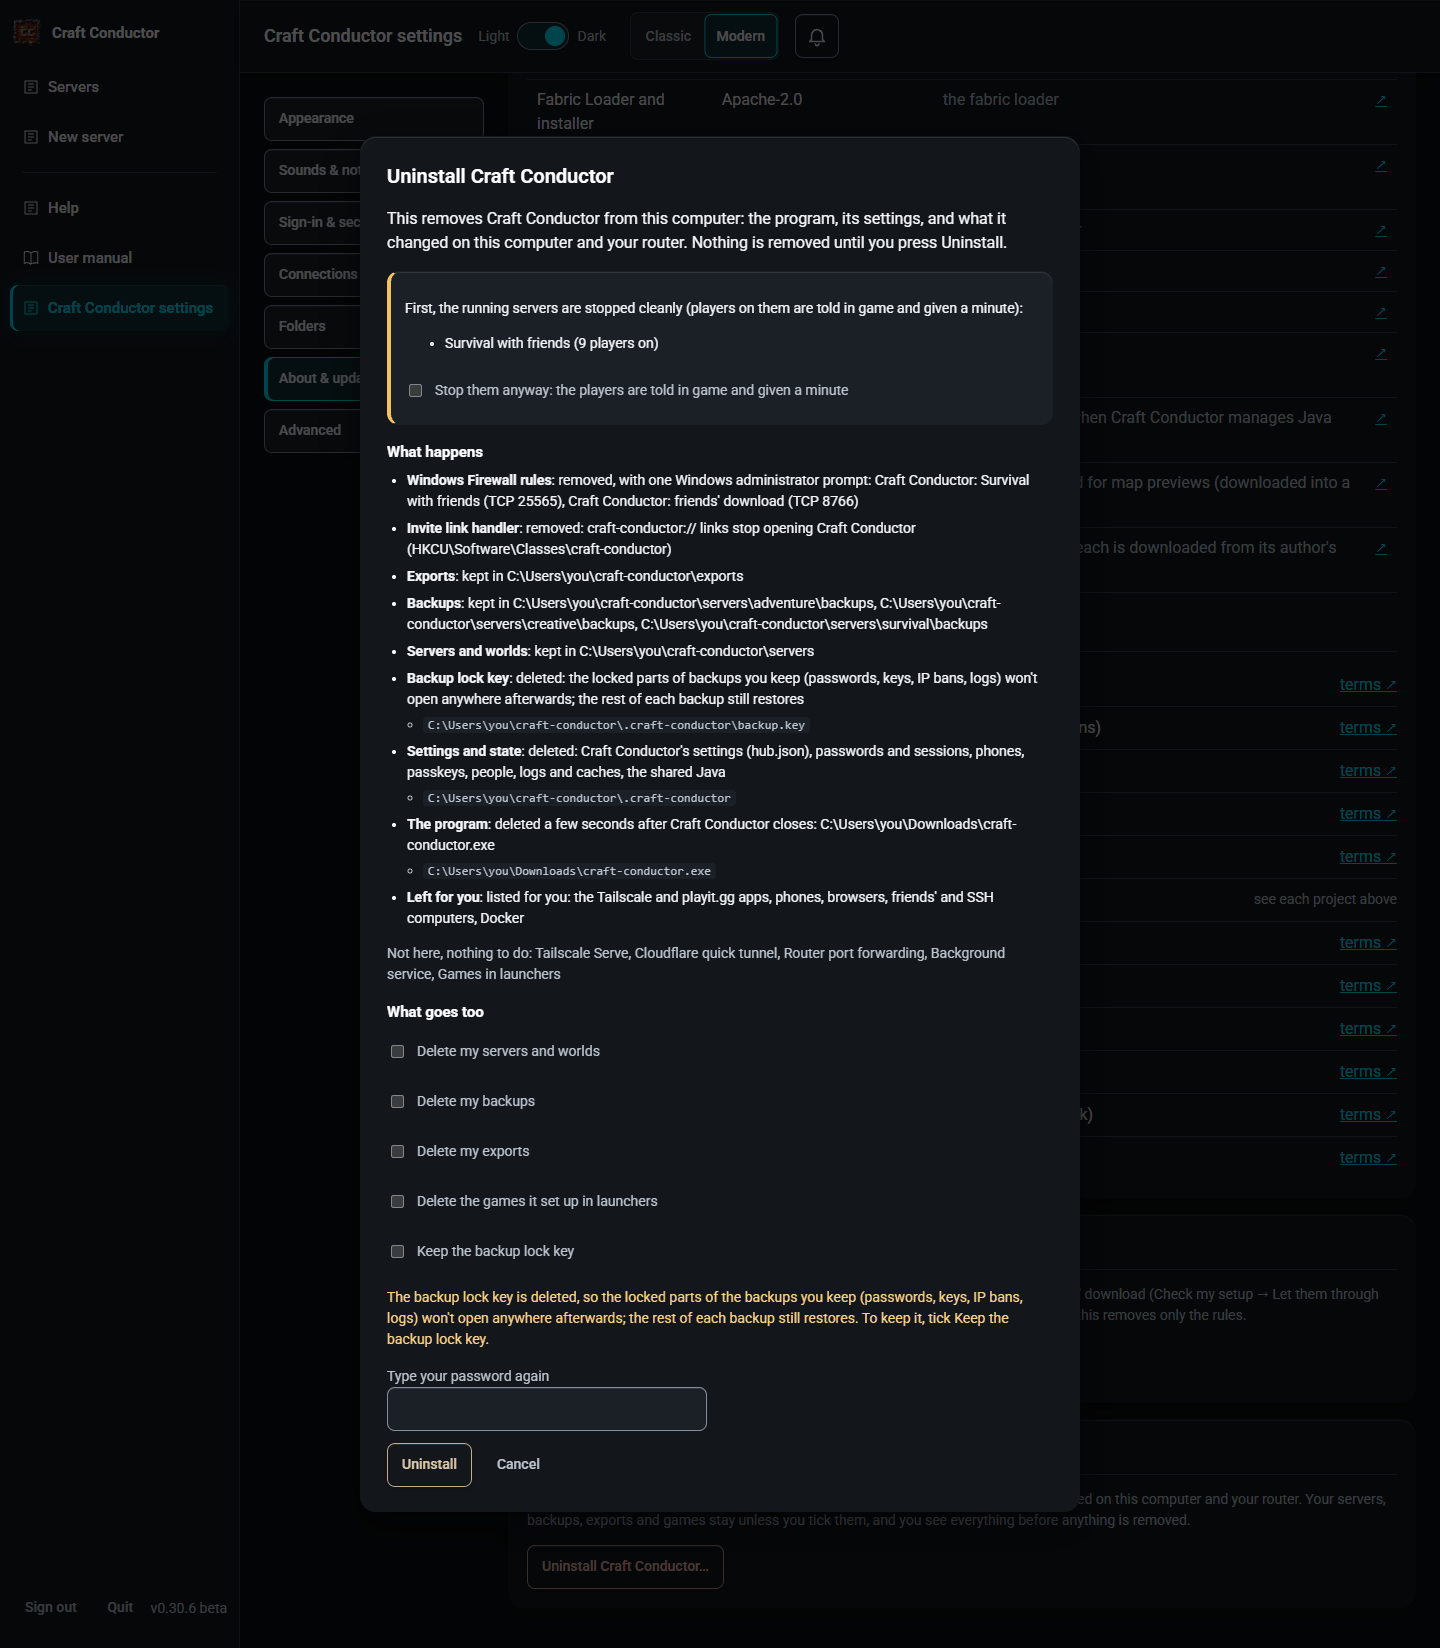 Craft Conductor
Servers
New server
Help
User manual
Craft Conductor settings
Sign out
Quit
v0.30.6 beta
Craft Conductor settings
Light
Dark
Classic
Modern
Appearance
Sounds & not
Sign-in & sec
Connections
Folders
About & upda
Advanced
Fabric Loader and
installer
Apache-2.0
the fabric loader
↗
↗
↗
↗
↗
↗
hen Craft Conductor manages Java
↗
d for map previews (downloaded into a
↗
each is downloaded from its author's
↗
terms ↗
ns)
terms ↗
terms ↗
terms ↗
terms ↗
see each project above
terms ↗
terms ↗
terms ↗
terms ↗
k)
terms ↗
terms ↗
download (Check my setup → Let them through
this removes only the rules.
ed on this computer and your router. Your servers,
backups, exports and games stay unless you tick them, and you see everything before anything is removed.
Uninstall Craft Conductor…
Uninstall Craft Conductor
This removes Craft Conductor from this computer: the program, its settings, and what it
changed on this computer and your router. Nothing is removed until you press Uninstall.
First, the running servers are stopped cleanly (players on them are told in game and given a minute):
• Survival with friends (9 players on)
Stop them anyway: the players are told in game and given a minute
What happens
• Windows Firewall rules: removed, with one Windows administrator prompt: Craft Conductor: Survival
with friends (TCP 25565), Craft Conductor: friends' download (TCP 8766)
• Invite link handler: removed: craft-conductor:// links stop opening Craft Conductor
(HKCU\Software\Classes\craft-conductor)
• Exports: kept in C:\Users\you\craft-conductor\exports
• Backups: kept in C:\Users\you\craft-conductor\servers\adventure\backups, C:\Users\you\craft-
conductor\servers\creative\backups, C:\Users\you\craft-conductor\servers\survival\backups
• Servers and worlds: kept in C:\Users\you\craft-conductor\servers
• Backup lock key: deleted: the locked parts of backups you keep (passwords, keys, IP bans, logs) won't
open anywhere afterwards; the rest of each backup still restores
◦ C:\Users\you\craft-conductor\.craft-conductor\backup.key
• Settings and state: deleted: Craft Conductor's settings (hub.json), passwords and sessions, phones,
passkeys, people, logs and caches, the shared Java
◦ C:\Users\you\craft-conductor\.craft-conductor
• The program: deleted a few seconds after Craft Conductor closes: C:\Users\you\Downloads\craft-
conductor.exe
◦ C:\Users\you\Downloads\craft-conductor.exe
• Left for you: listed for you: the Tailscale and playit.gg apps, phones, browsers, friends' and SSH
computers, Docker
Not here, nothing to do: Tailscale Serve, Cloudflare quick tunnel, Router port forwarding, Background
service, Games in launchers
What goes too
Delete my servers and worlds
Delete my backups
Delete my exports
Delete the games it set up in launchers
Keep the backup lock key
The backup lock key is deleted, so the locked parts of the backups you keep (passwords, keys, IP bans,
logs) won't open anywhere afterwards; the rest of each backup still restores. To keep it, tick Keep the
backup lock key.
Type your password again
Uninstall
Cancel